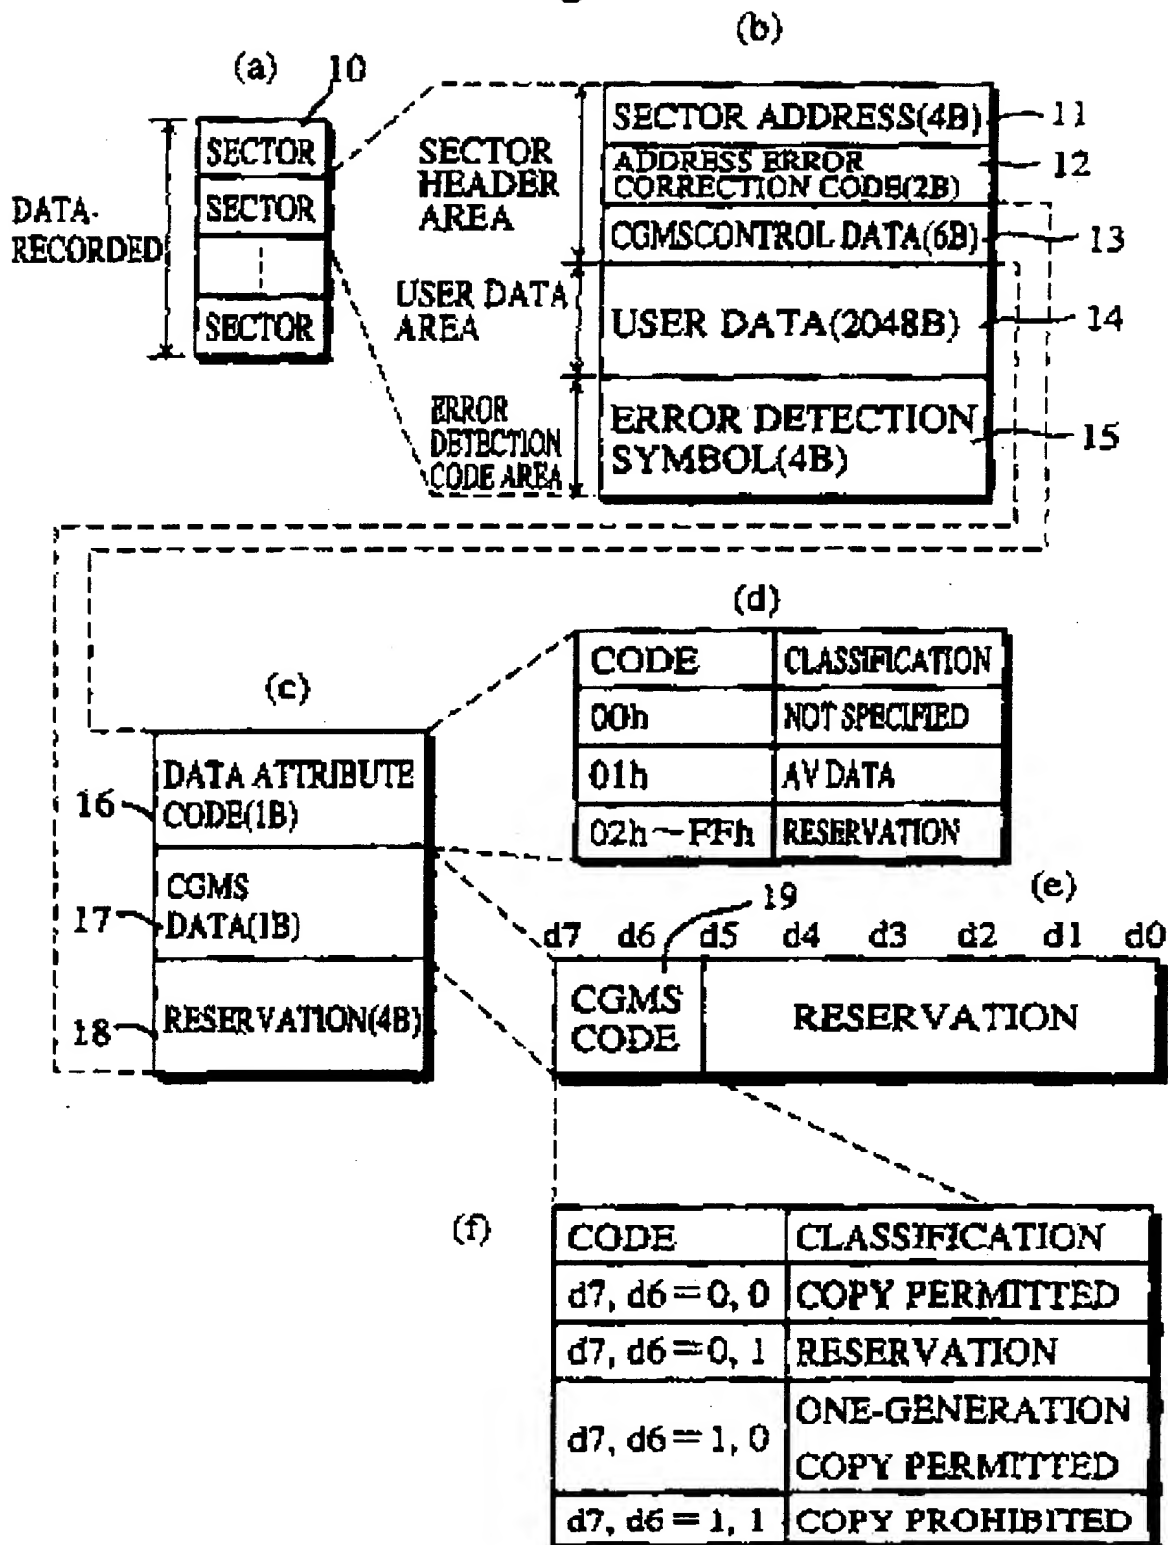 (a)
10
DATA-
RECORDED
SECTOR
SECTOR
SECTOR
(b)
SECTOR
HEADER
AREA
USER DATA
AREA
ERROR
DETECTION
CODE AREA
SECTOR ADDRESS(4B)
11
ADDRESS ERROR
CORRECTION CODE(2B)
12
CGMSCONTROL DATA(6B)
13
USER DATA(2048B)
14
ERROR DETECTION
SYMBOL(4B)
15
(c)
DATA ATTRIBUTE
CODE(1B)
16
CGMS
DATA(1B)
17
RESERVATION(4B)
18
(d)
CODE CLASSIFICATION
00h NOT SPECIFIED
01h AV DATA
02h~FFh RESERVATION
(e)
19
d7 d6 d5 d4 d3 d2 d1 d0
CGMS
CODE
RESERVATION
(f)
CODE CLASSIFICATION
d7, d6=0, 0 COPY PERMITTED
d7, d6=0, 1 RESERVATION
d7, d6=1, 0 ONE-GENERATION
COPY PERMITTED
d7, d6=1, 1 COPY PROHIBITED